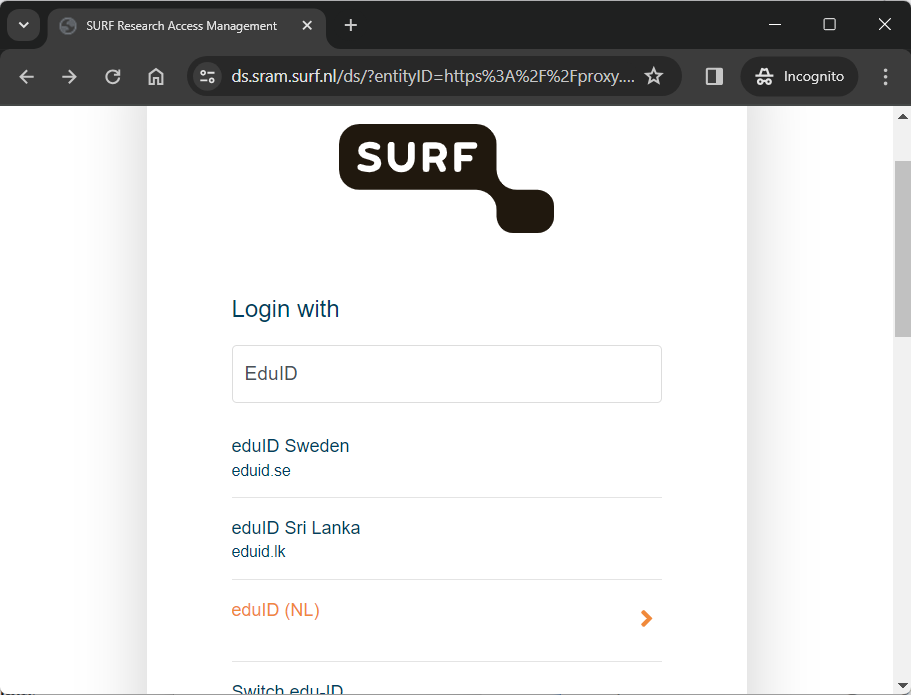 SURF Research Access Management
ds.sram.surf.nl/ds/?entityID=https%3A%2F%2Fproxy....
Incognito
SURF
Login with
EduID
eduID Sweden
eduid.se
eduID Sri Lanka
eduid.lk
eduID (NL)
Switch edu-ID